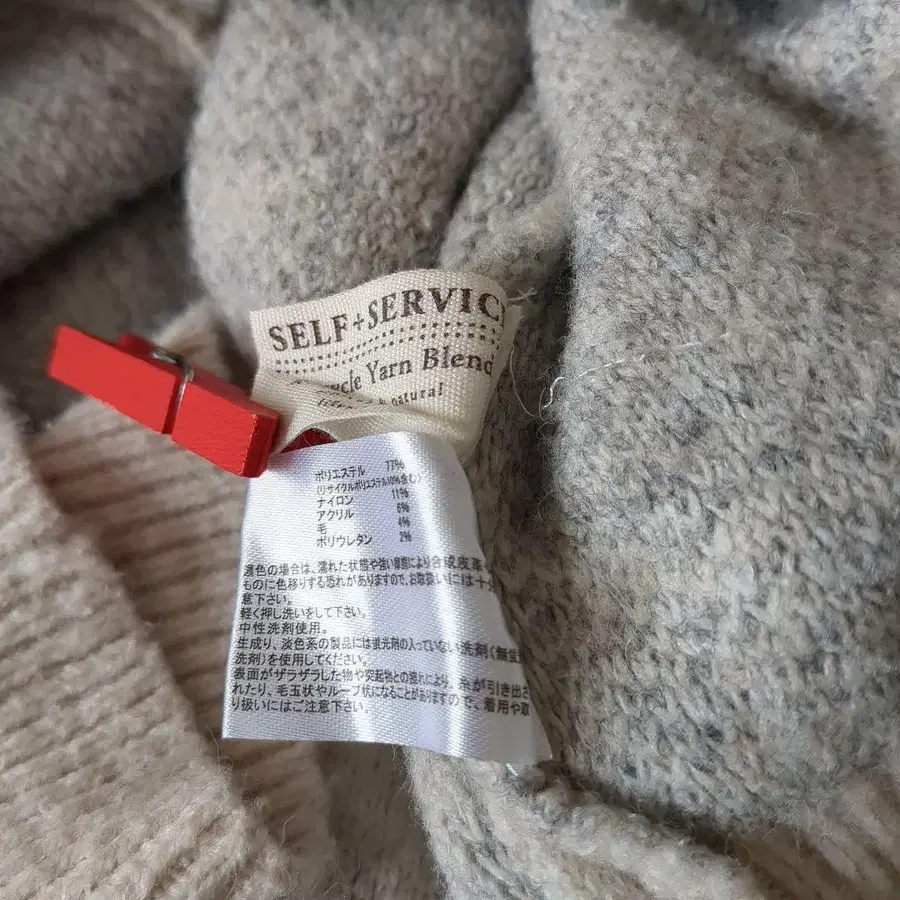 SELF+SERVIC
cle Yarn Blend
& natural
ポリエステル 77%
(リサイクルポリエステル10%含む)
ナイロン 11%
アクリル 6%
毛 4%
ポリウレタン 2%
濃色の場合は、濡れた状態や強い摩擦により合成皮革
ものに色移りする恐れがありますので、お取扱いには十
意下さい。
軽く押し洗いをして下さい。
中性洗剤使用。
生成り、淡色系の製品には蛍光剤の入っていない洗剤(無蛍
洗剤)を使用してください。
表面がザラザラした物や突起物との擦れにより、糸が引き出さ
れたり、毛玉状やループ状になることがありますので、着用や取
り扱いにはご注意下さい。